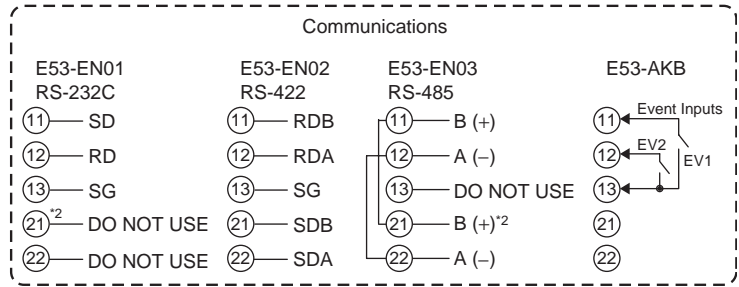 Communications
E53-EN01 E53-EN02 E53-EN03 E53-AKB
RS-232C RS-422 RS-485
11 SD 11 RDB 11 B (+) 11 Event Inputs
12 RD 12 RDA 12 A (−) 12 EV2 EV1
13 SG 13 SG 13 DO NOT USE 13
21 *2 DO NOT USE 21 SDB 21 B (+)*2 21
22 DO NOT USE 22 SDA 22 A (−) 22